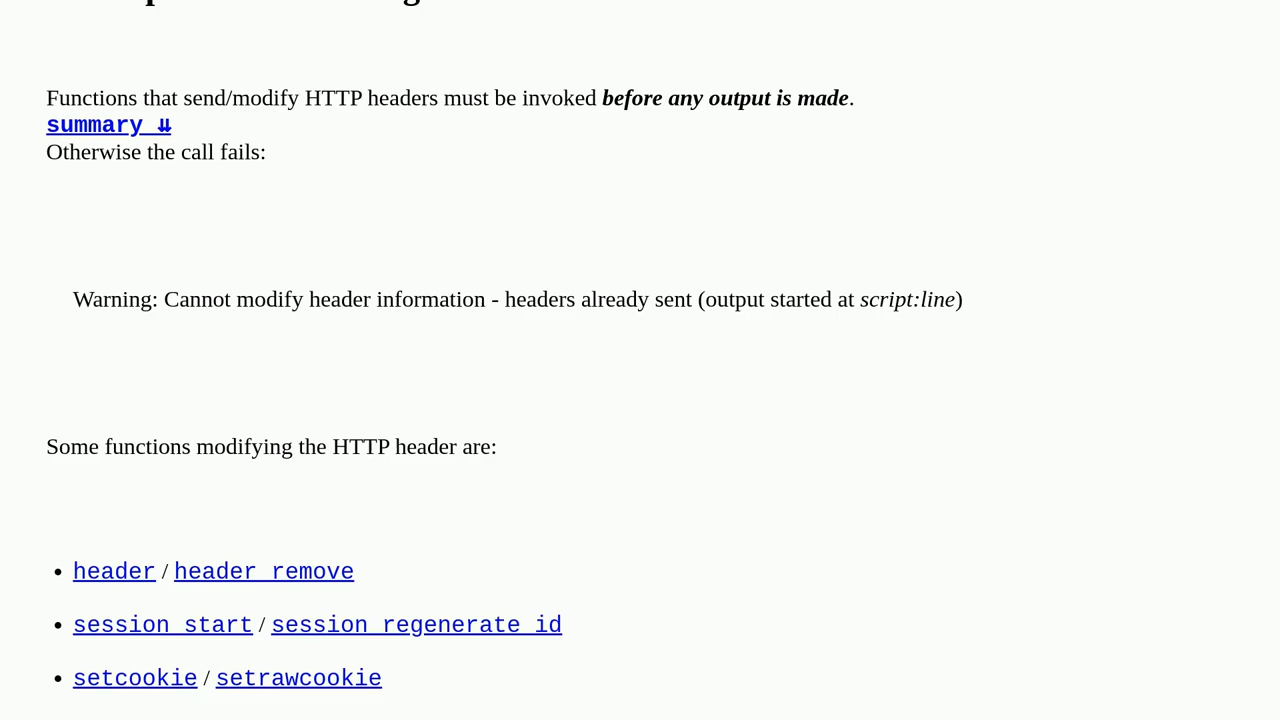 Functions that send/modify HTTP headers must be invoked before any output is made.
summary ⇊
Otherwise the call fails:
Warning: Cannot modify header information - headers already sent (output started at script:line)
Some functions modifying the HTTP header are:
• header / header_remove
• session_start / session_regenerate_id
• setcookie / setrawcookie